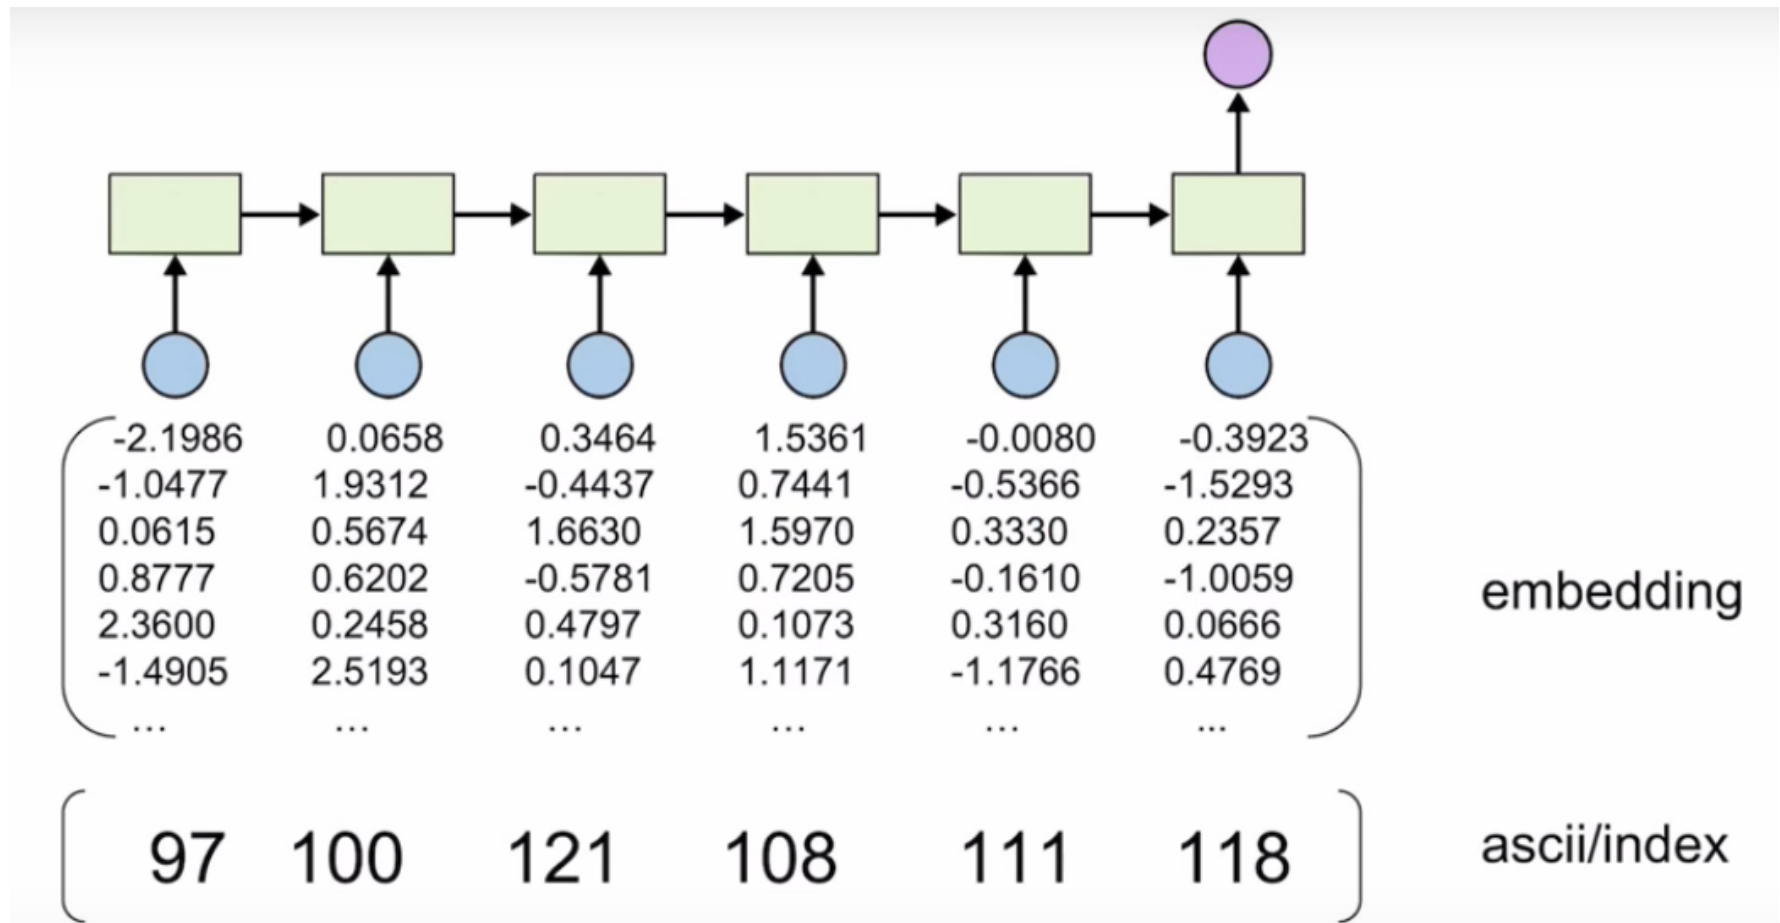 -2.1986 0.0658 0.3464 1.5361 -0.0080 -0.3923
-1.0477 1.9312 -0.4437 0.7441 -0.5366 -1.5293
0.0615 0.5674 1.6630 1.5970 0.3330 0.2357
0.8777 0.6202 -0.5781 0.7205 -0.1610 -1.0059
embedding
2.3600 0.2458 0.4797 0.1073 0.3160 0.0666
-1.4905 2.5193 0.1047 1.1171 -1.1766 0.4769
... ... ... ... ... ...
97 100 121 108 111 118
ascii/index